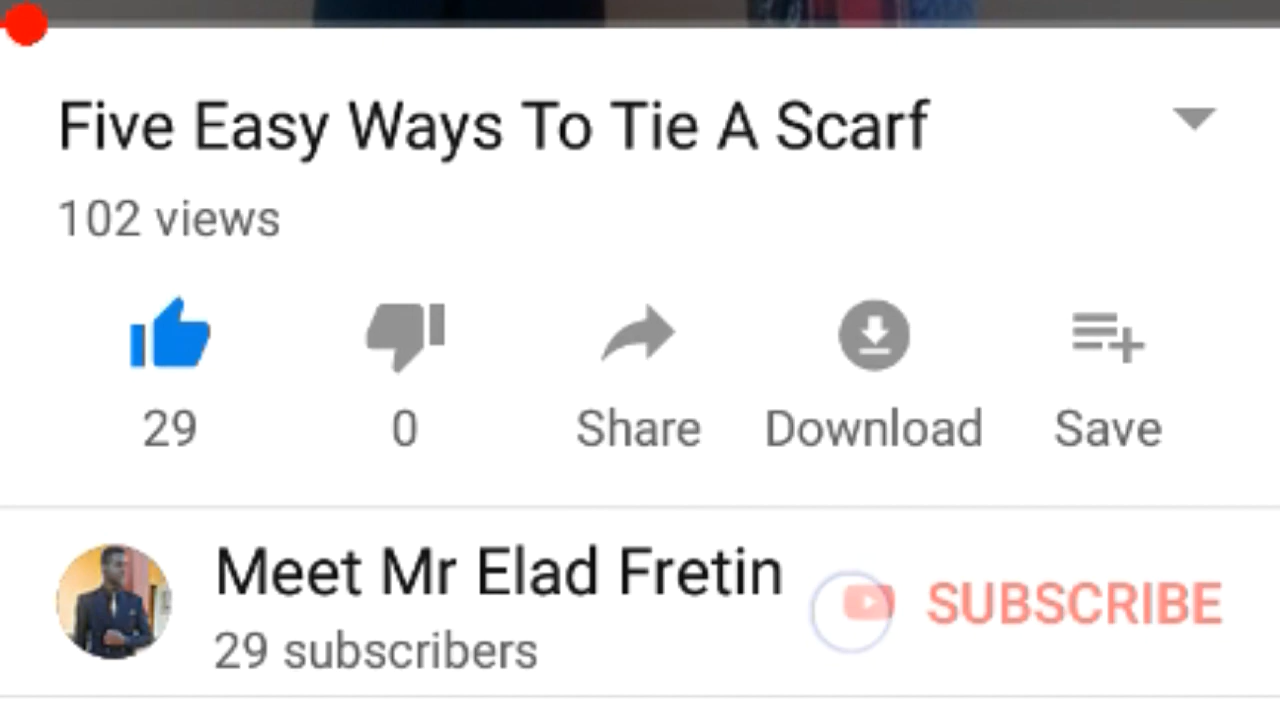 Five Easy Ways To Tie A Scarf
102 views
29 0 Share Download Save
Meet Mr Elad Fretin
SUBSCRIBE
29 subscribers